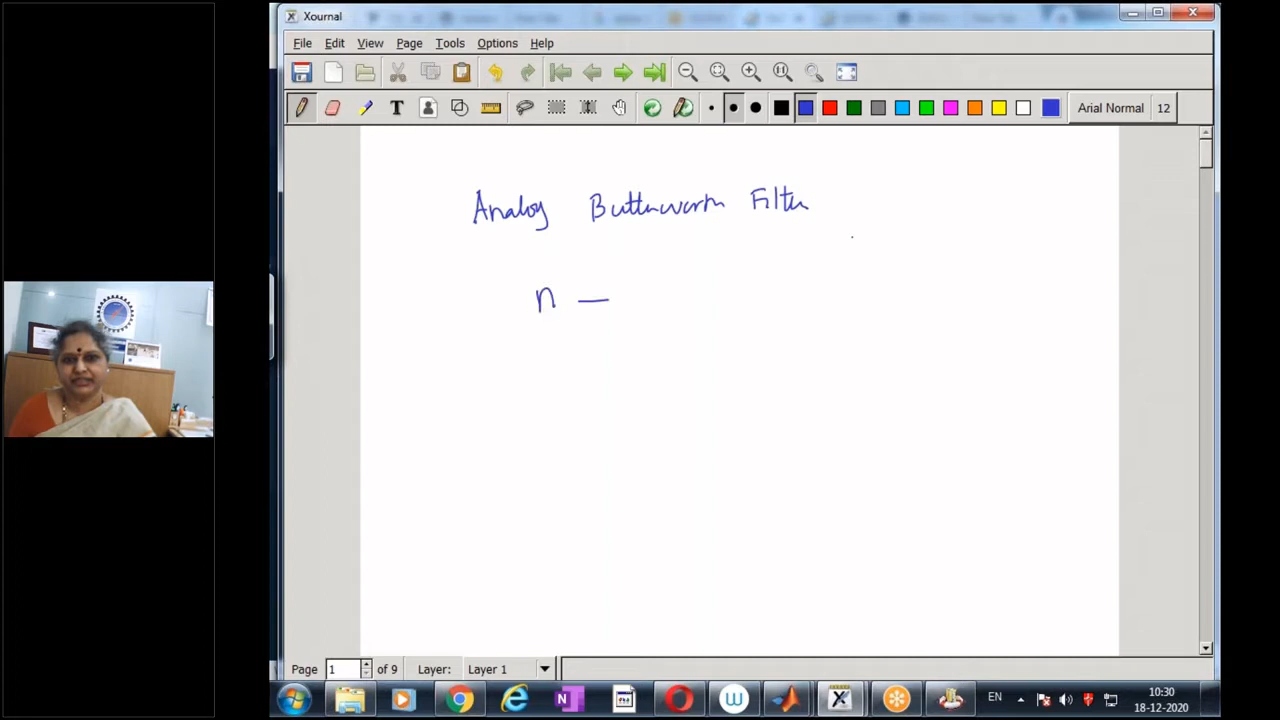 Xournal
File Edit View Page Tools Options Help
Arial Normal 12
Analog Butterworth Filter
n —
Page 1 of 9 Layer: Layer 1
EN 10:30
18-12-2020